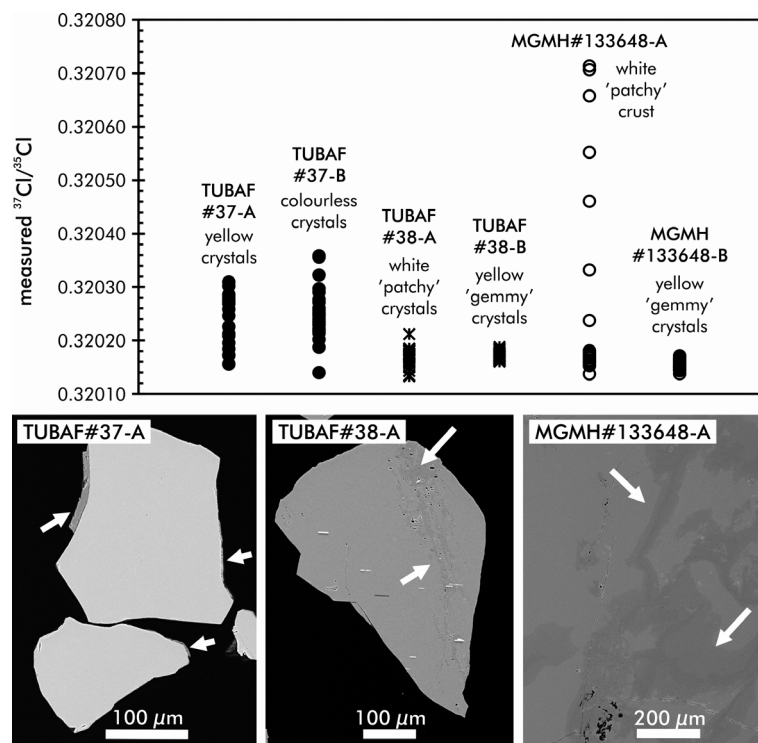 measured ³⁷Cl/³⁵Cl
0.32080
0.32070
0.32060
0.32050
0.32040
0.32030
0.32020
0.32010
TUBAF
#37-A
yellow
crystals
TUBAF
#37-B
colourless
crystals
TUBAF
#38-A
white
'patchy'
crystals
TUBAF
#38-B
yellow
'gemmy'
crystals
MGMH#133648-A
white
'patchy'
crust
MGMH
#133648-B
yellow
'gemmy'
crystals
TUBAF#37-A
100 µm
TUBAF#38-A
100 µm
MGMH#133648-A
200 µm